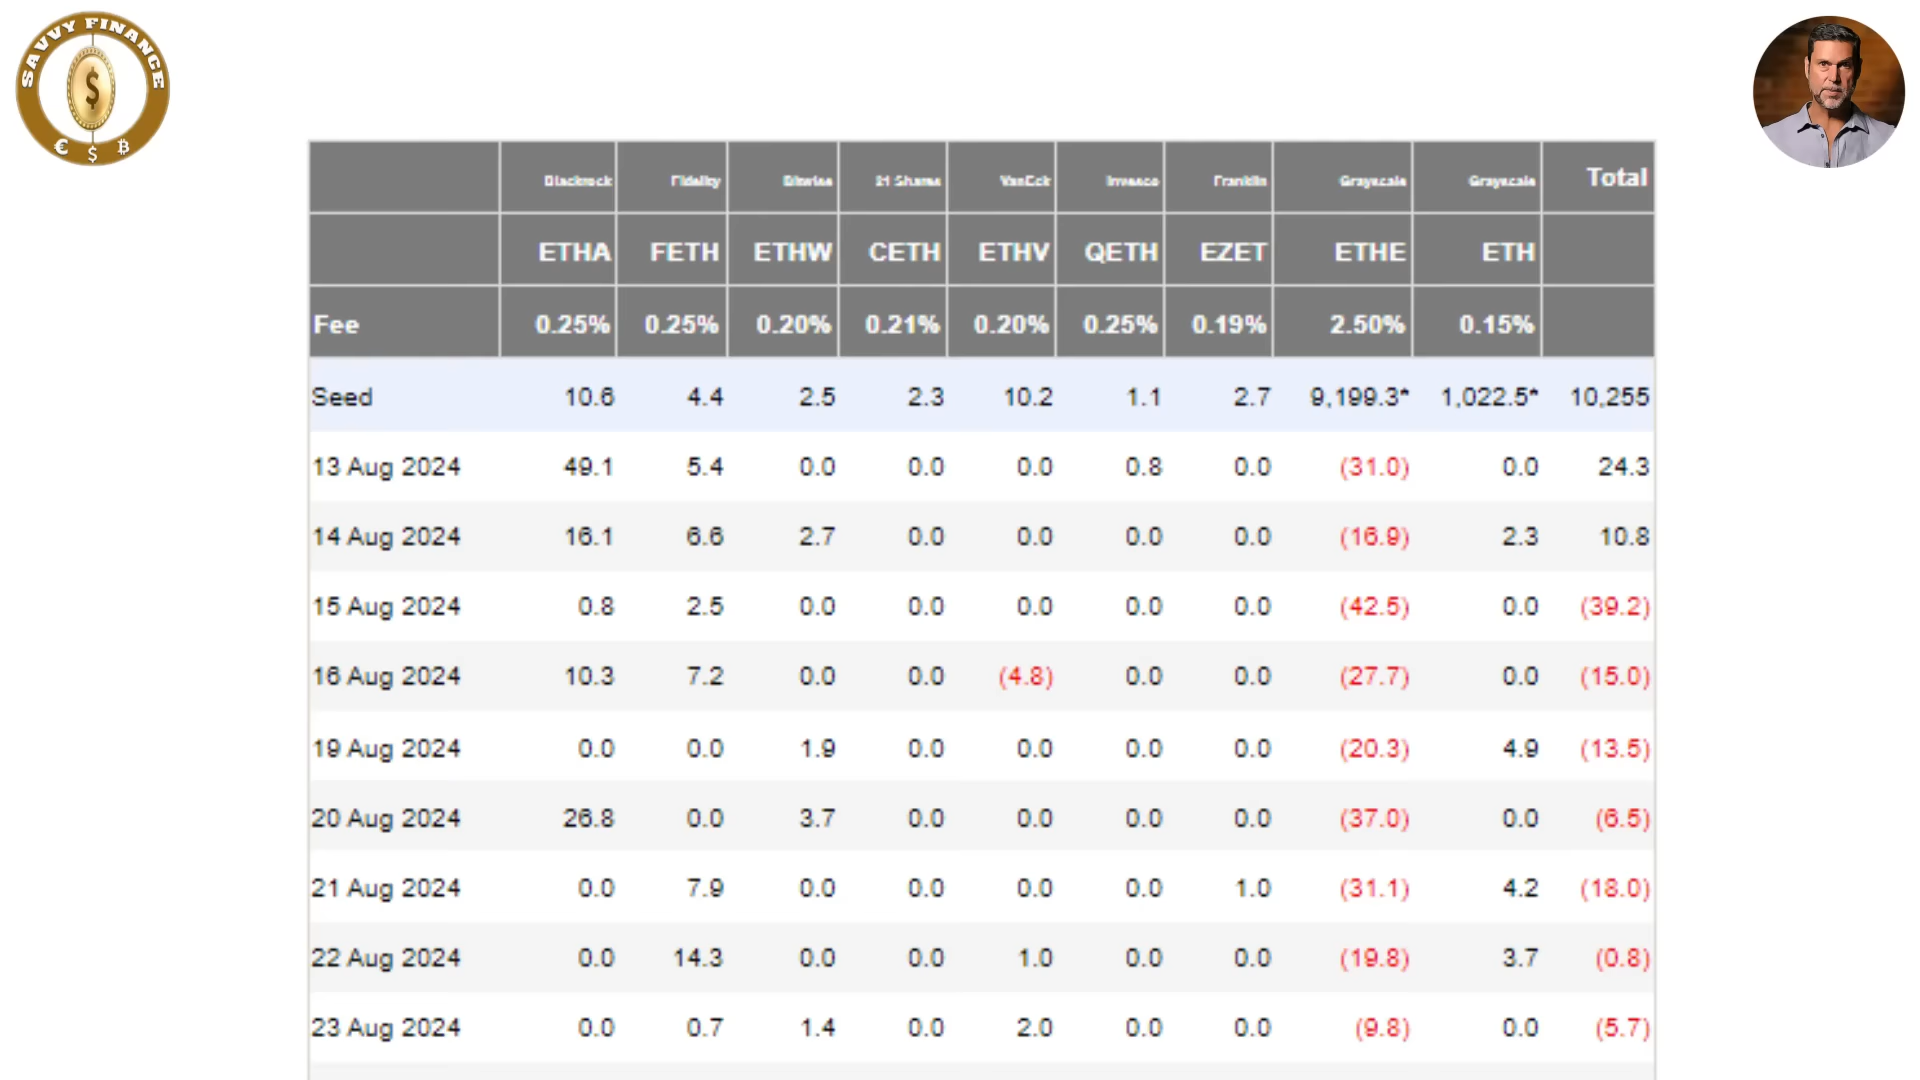 SAVVY FINANCE
$
€ $ ₿
Blackrock Fidelity Bitwise 21 Shares VanEck Invesco Franklin Grayscale Grayscale Total
ETHA FETH ETHW CETH ETHV QETH EZET ETHE ETH
Fee 0.25% 0.25% 0.20% 0.21% 0.20% 0.25% 0.19% 2.50% 0.15%
Seed 10.6 4.4 2.5 2.3 10.2 1.1 2.7 9,199.3* 1,022.5* 10,255
13 Aug 2024 49.1 5.4 0.0 0.0 0.0 0.8 0.0 (31.0) 0.0 24.3
14 Aug 2024 16.1 6.6 2.7 0.0 0.0 0.0 0.0 (16.9) 2.3 10.8
15 Aug 2024 0.8 2.5 0.0 0.0 0.0 0.0 0.0 (42.5) 0.0 (39.2)
16 Aug 2024 10.3 7.2 0.0 0.0 (4.8) 0.0 0.0 (27.7) 0.0 (15.0)
19 Aug 2024 0.0 0.0 1.9 0.0 0.0 0.0 0.0 (20.3) 4.9 (13.5)
20 Aug 2024 26.8 0.0 3.7 0.0 0.0 0.0 0.0 (37.0) 0.0 (6.5)
21 Aug 2024 0.0 7.9 0.0 0.0 0.0 0.0 1.0 (31.1) 4.2 (18.0)
22 Aug 2024 0.0 14.3 0.0 0.0 1.0 0.0 0.0 (19.8) 3.7 (0.8)
23 Aug 2024 0.0 0.7 1.4 0.0 2.0 0.0 0.0 (9.8) 0.0 (5.7)